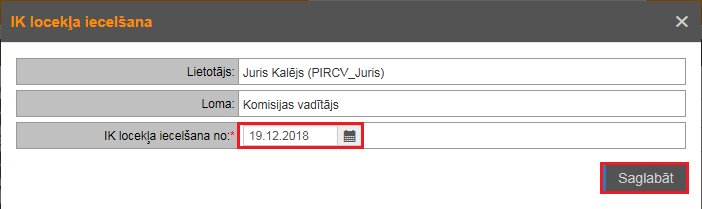 IK locekļa iecelšana
Lietotājs: Juris Kalējs (PIRCV_Juris)
Loma: Komisijas vadītājs
IK locekļa iecelšana no:* 19.12.2018
Saglabāt